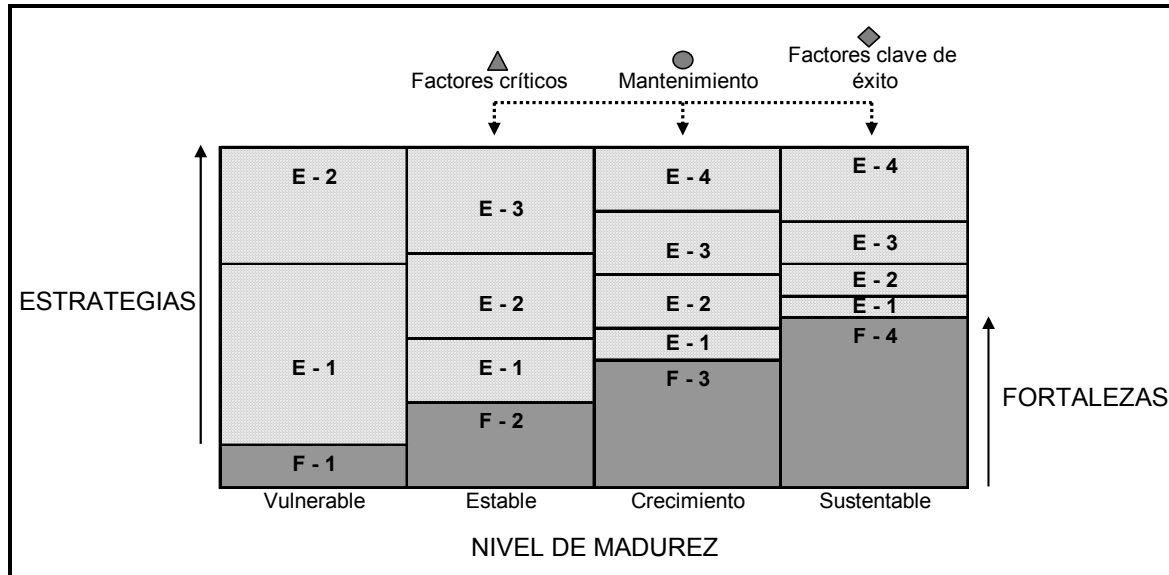 Factores críticos
Mantenimiento
Factores clave de
éxito
ESTRATEGIAS
E - 2
E - 1
F - 1
E - 3
E - 2
E - 1
F - 2
E - 4
E - 3
E - 2
E - 1
F - 3
E - 4
E - 3
E - 2
E - 1
F - 4
FORTALEZAS
Vulnerable
Estable
Crecimiento
Sustentable
NIVEL DE MADUREZ